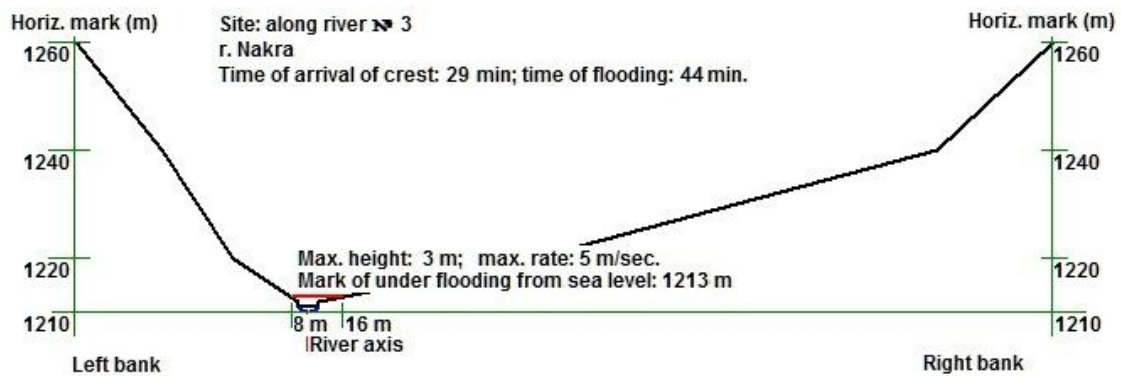 Horiz. mark (m)
Site: along river № 3
Horiz. mark (m)
r. Nakra
Time of arrival of crest: 29 min; time of flooding: 44 min.
1260
1260
1240
1240
Max. height: 3 m; max. rate: 5 m/sec.
1220
1220
Mark of under flooding from sea level: 1213 m
1210
8 m
16 m
1210
River axis
Left bank
Right bank